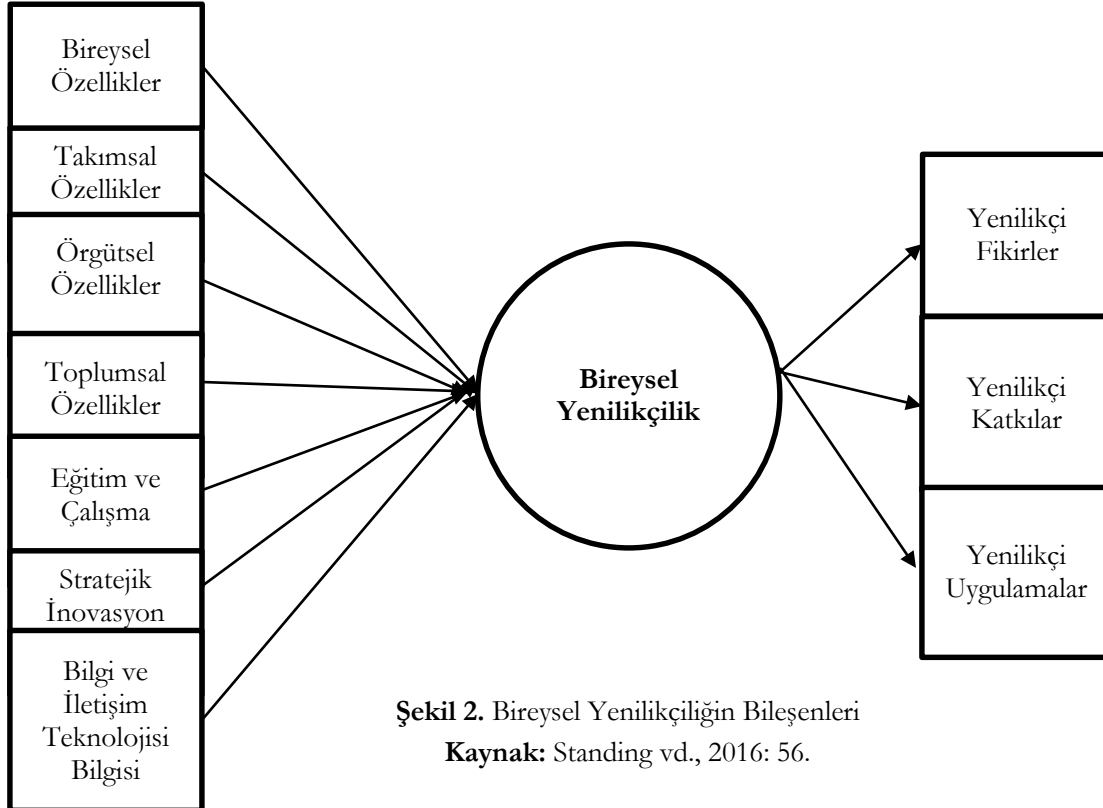 Bireysel
Özellikler
Takımsal
Özellikler
Örgütsel
Özellikler
Toplumsal
Özellikler
Eğitim ve
Çalışma
Stratejik
İnovasyon
Bilgi ve
İletişim
Teknolojisi
Bilgisi
Bireysel
Yenilikçilik
Yenilikçi
Fikirler
Yenilikçi
Katkılar
Yenilikçi
Uygulamalar
Şekil 2. Bireysel Yenilikçiliğin Bileşenleri
Kaynak: Standing vd., 2016: 56.